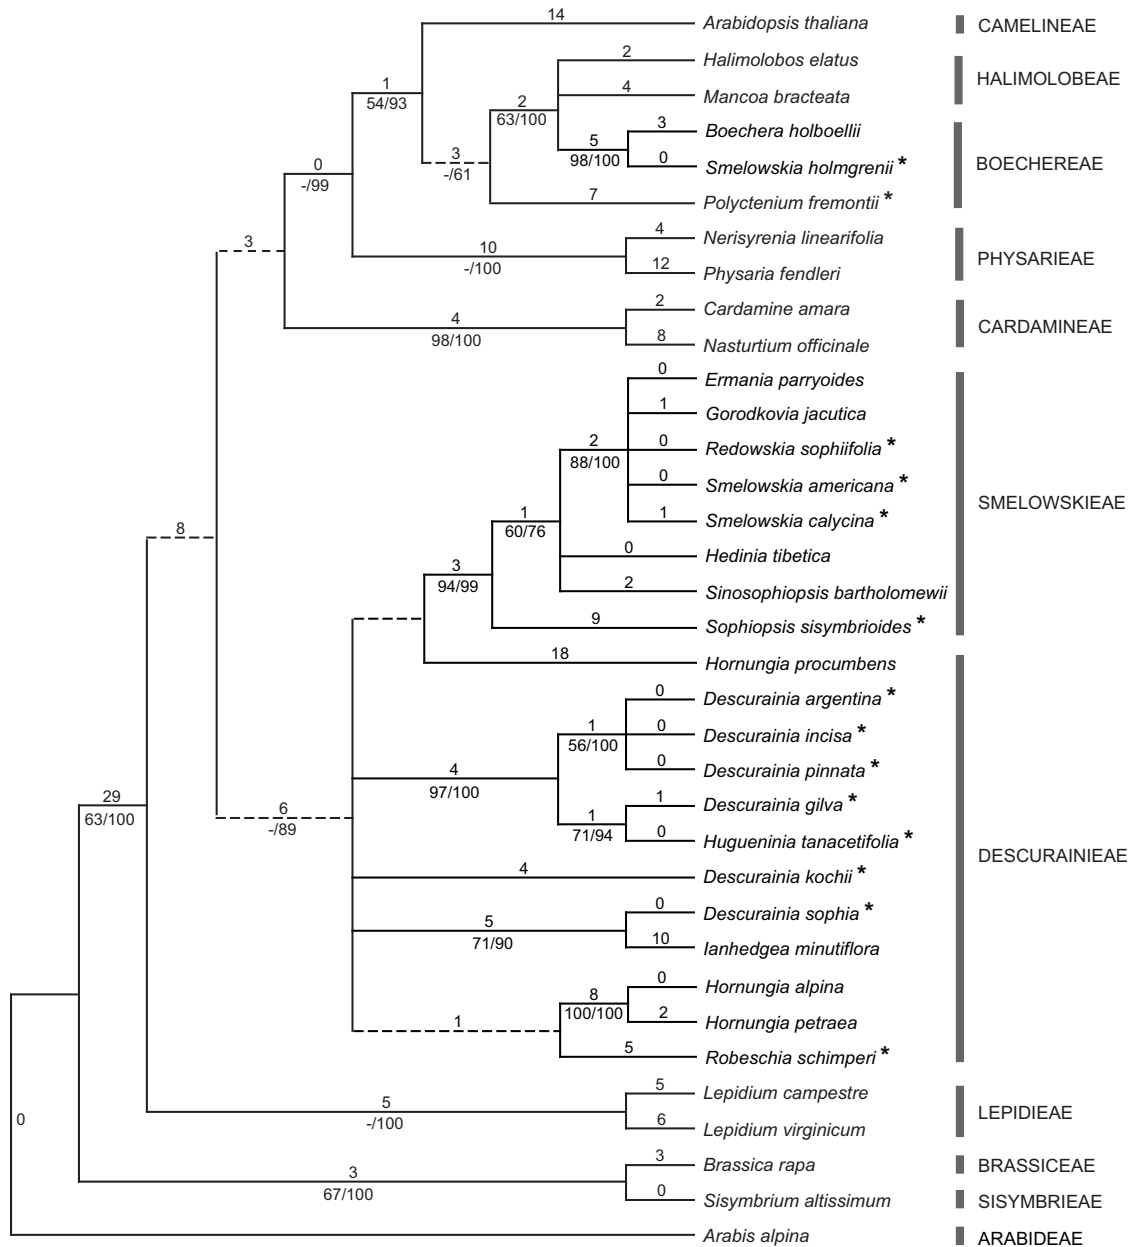 14
Arabidopsis thaliana
CAMELINEAE
2
Halimolobos elatus
HALIMOLOBEAE
1
54/93
4
Mancoa bracteata
2
63/100
3
Boechera holboellii
BOECHEREAE
5
98/100
0
Smelowskia holmgrenii *
3
-/61
0
-/99
7
Polyctenium fremontii *
4
Nerisyrenia linearifolia
PHYSARIEAE
3
10
-/100
12
Physaria fendleri
2
Cardamine amara
CARDAMINEAE
4
98/100
8
Nasturtium officinale
0
Ermania parryoides
1
Gorodkovia jacutica
2
88/100
0
Redowskia sophiifolia *
0
Smelowskia americana *
SMELOWSKIEAE
1
60/76
1
Smelowskia calycina *
8
0
Hedinia tibetica
3
94/99
2
Sinosophiopsis bartholomewii
9
Sophiopsis sisymbrioides *
18
Hornungia procumbens
0
Descurainia argentina *
1
56/100
0
Descurainia incisa *
4
97/100
0
Descurainia pinnata *
29
63/100
6
-/89
1
71/94
1
Descurainia gilva *
0
Hugueninia tanacetifolia *
DESCURAINIEAE
4
Descurainia kochii *
0
Descurainia sophia *
5
71/90
10
Ianhedgea minutiflora
0
Hornungia alpina
8
100/100
2
Hornungia petraea
1
5
Robeschia schimperi *
5
Lepidium campestre
LEPIDIEAE
0
5
-/100
6
Lepidium virginicum
3
Brassica rapa
BRASSICEAE
3
67/100
0
Sisymbrium altissimum
SISYMBRIEAE
Arabis alpina
ARABIDEAE